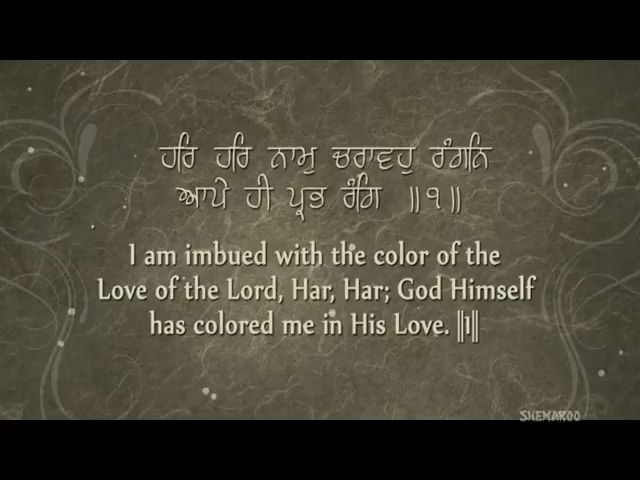 ਹਰਿ ਹਰਿ ਨਾਮੁ ਚਰਾਵਹੁ ਰੰਗਨਿ
ਆਪੇ ਹੀ ਪ੍ਰਭ ਰੰਗਿ ॥੧॥
I am imbued with the color of the
Love of the Lord, Har, Har; God Himself
has colored me in His Love. ||1||
SHEMAROO